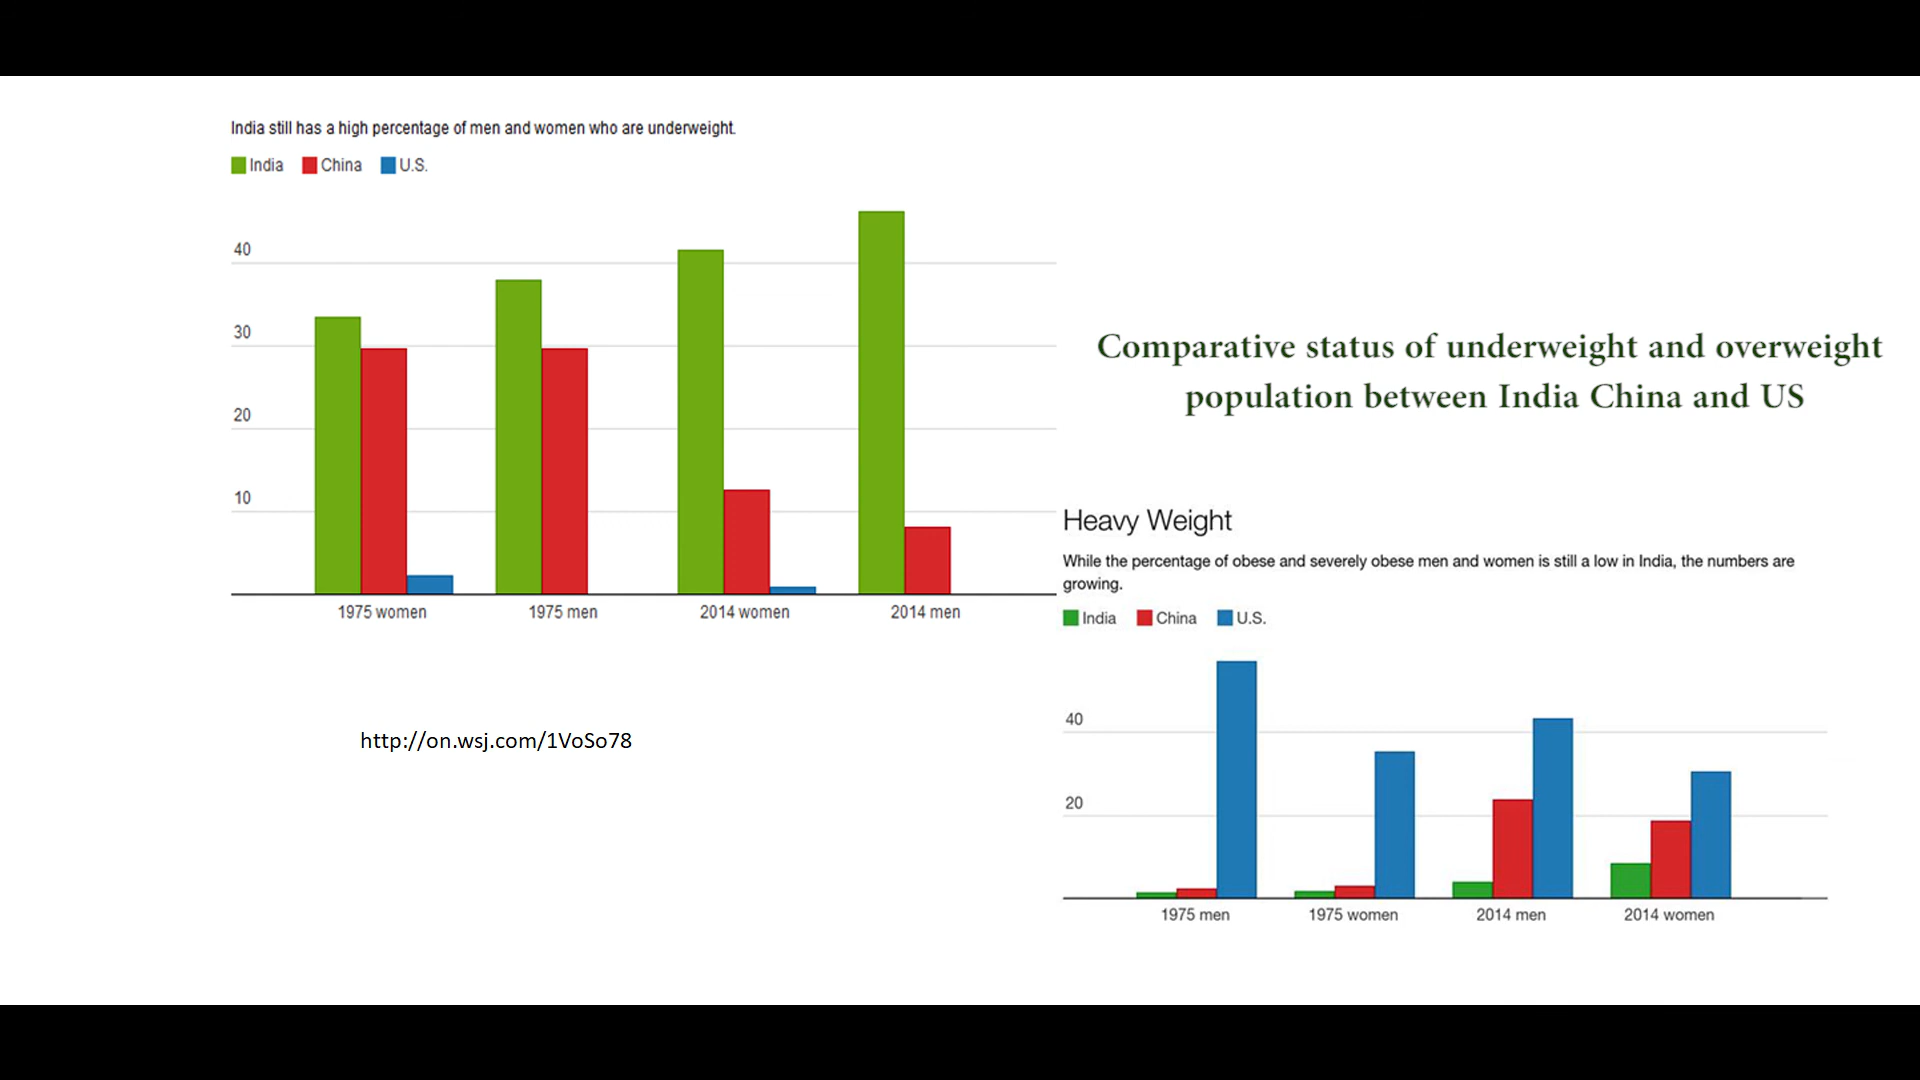 India still has a high percentage of men and women who are underweight.
India China U.S.
40
30
20
10
1975 women 1975 men 2014 women 2014 men
http://on.wsj.com/1VoSo78
Comparative status of underweight and overweight
population between India China and US
Heavy Weight
While the percentage of obese and severely obese men and women is still a low in India, the numbers are
growing.
India China U.S.
40
20
1975 men 1975 women 2014 men 2014 women